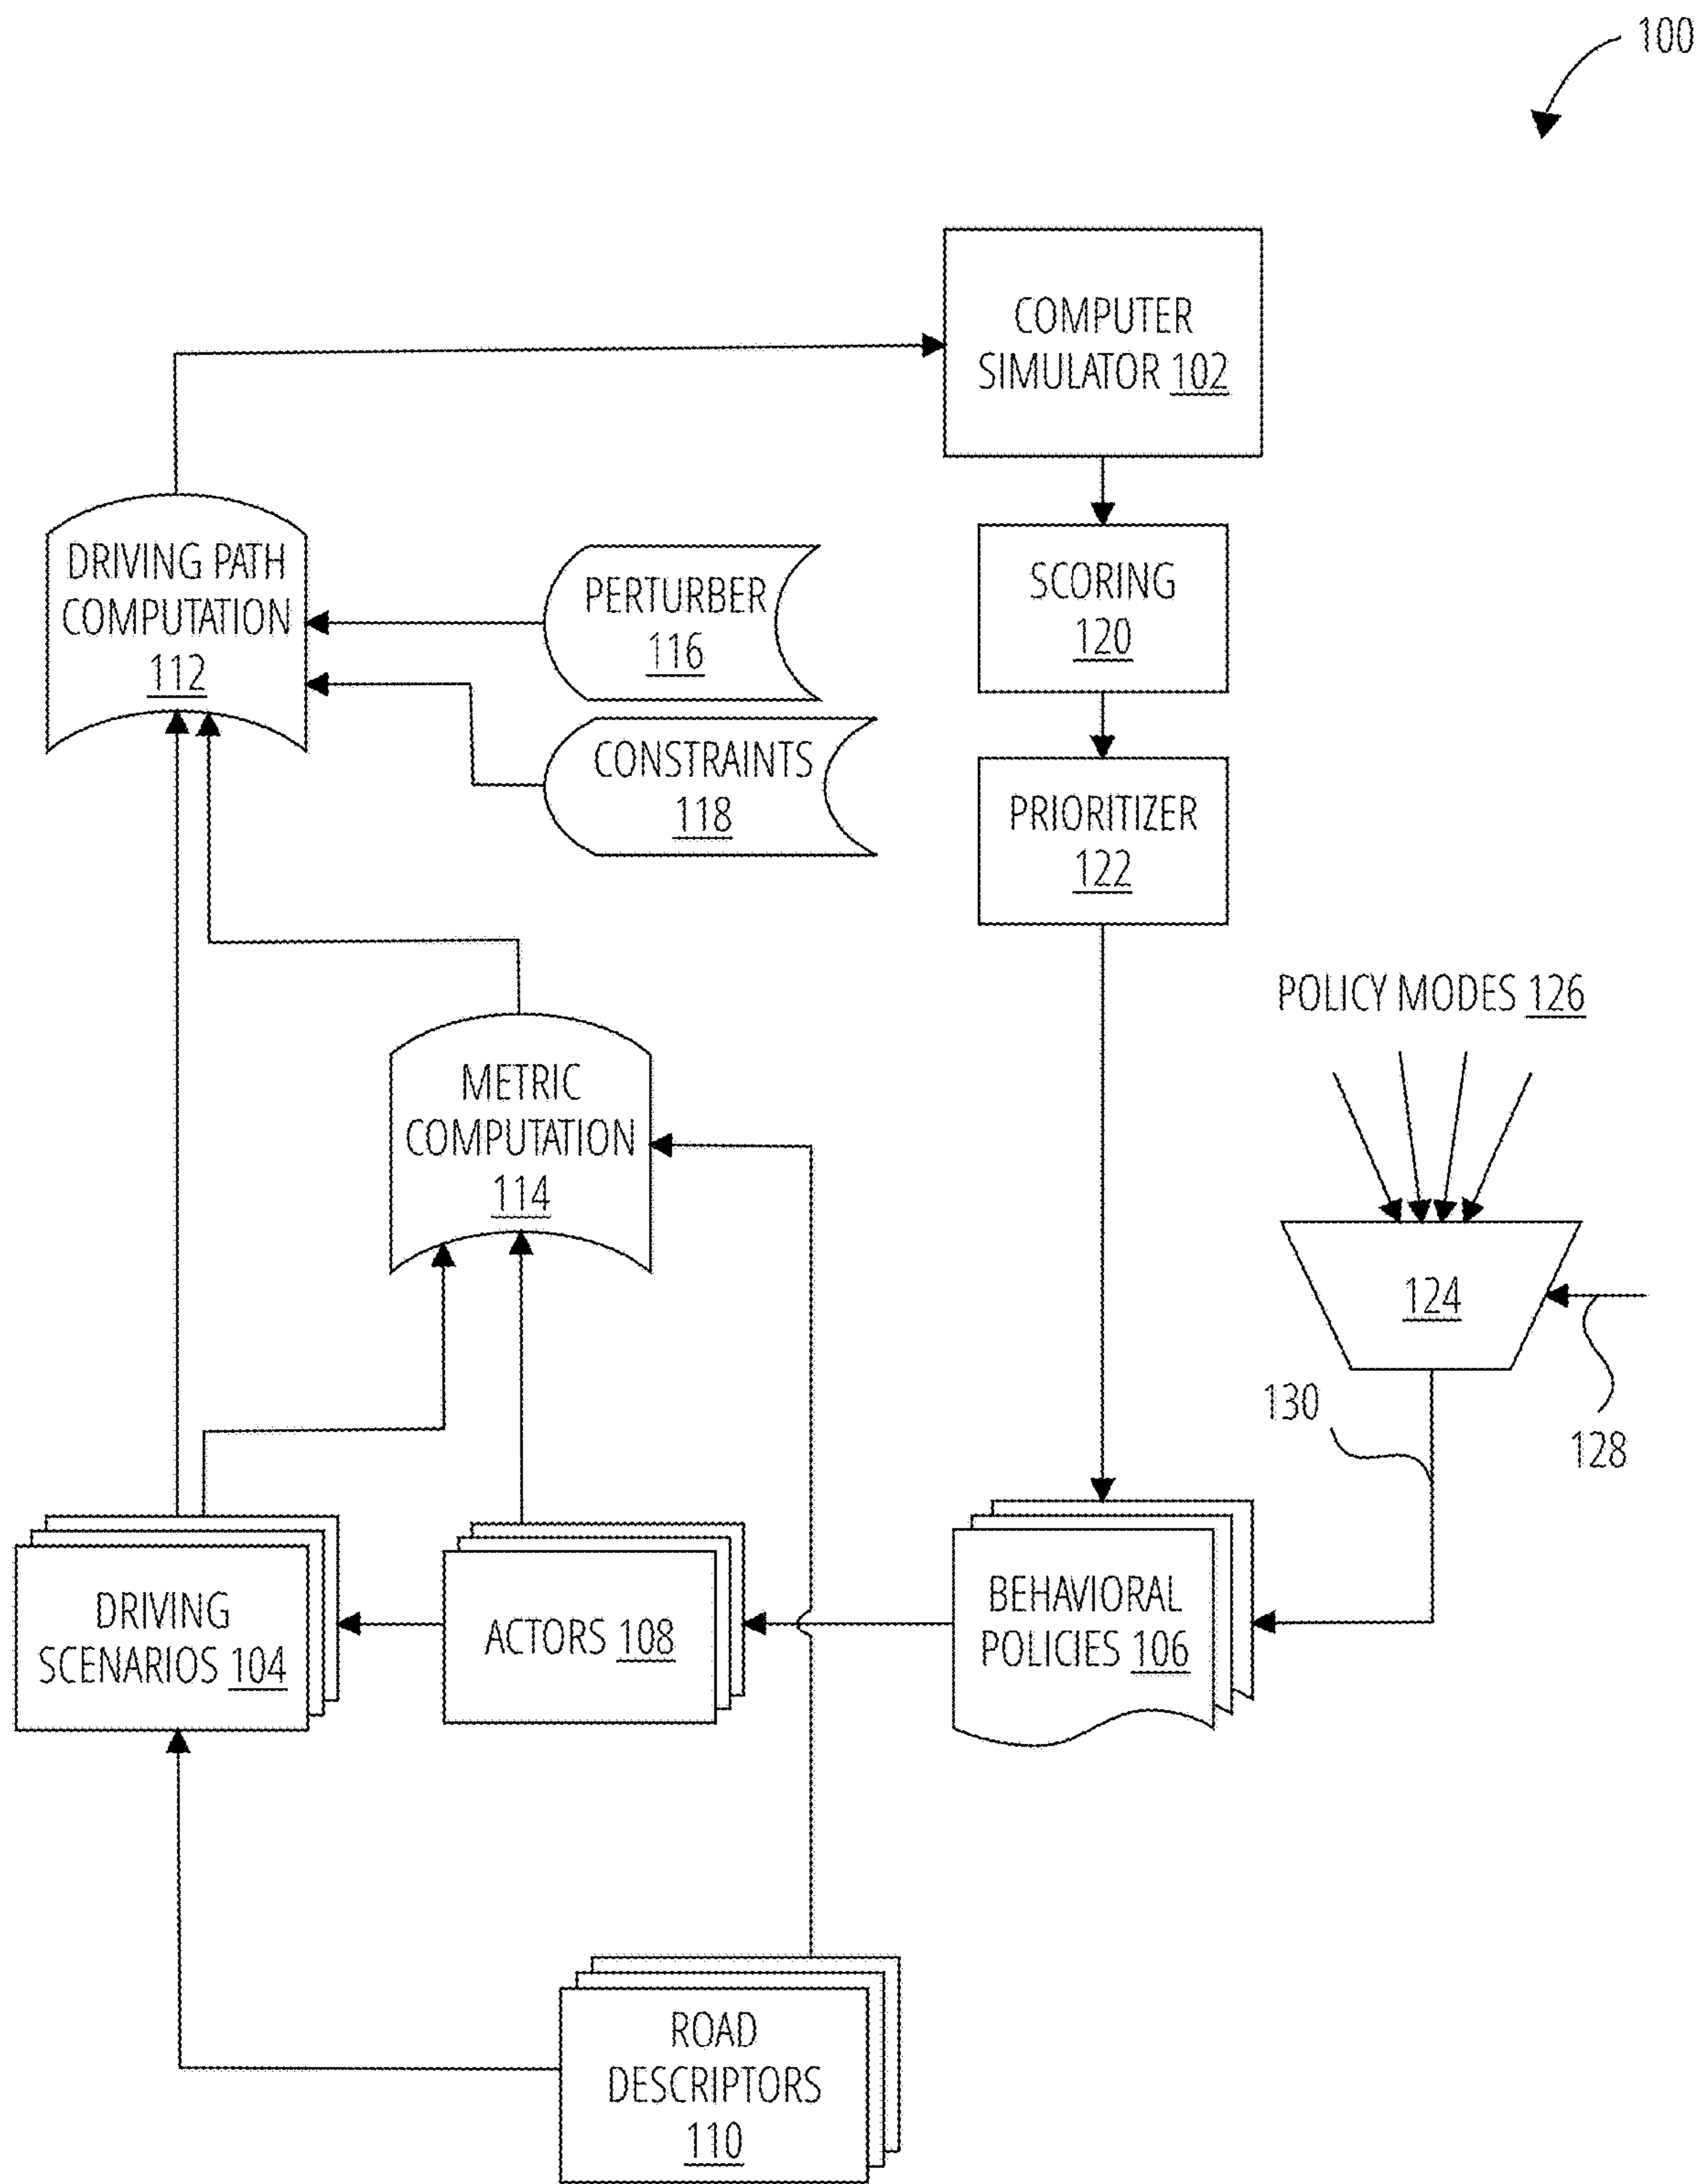 100
COMPUTER
SIMULATOR 102
DRIVING PATH
COMPUTATION
112
PERTURBER
116
SCORING
120
CONSTRAINTS
118
PRIORITIZER
122
POLICY MODES 126
METRIC
COMPUTATION
114
124
130
128
DRIVING
SCENARIOS 104
ACTORS 108
BEHAVIORAL
POLICIES 106
ROAD
DESCRIPTORS
110